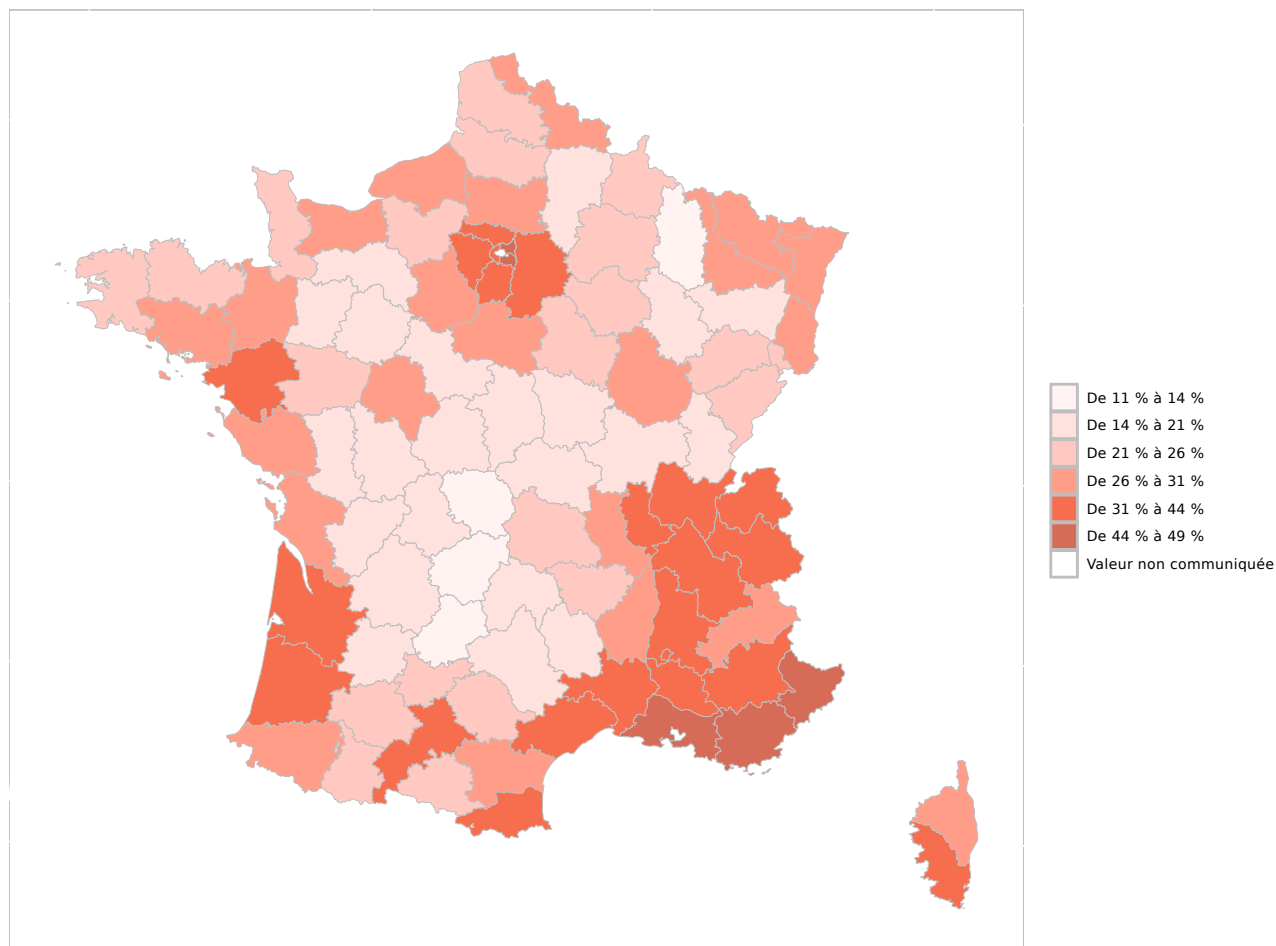 De 11 % à 14 %
De 14 % à 21 %
De 21 % à 26 %
De 26 % à 31 %
De 31 % à 44 %
De 44 % à 49 %
Valeur non communiquée